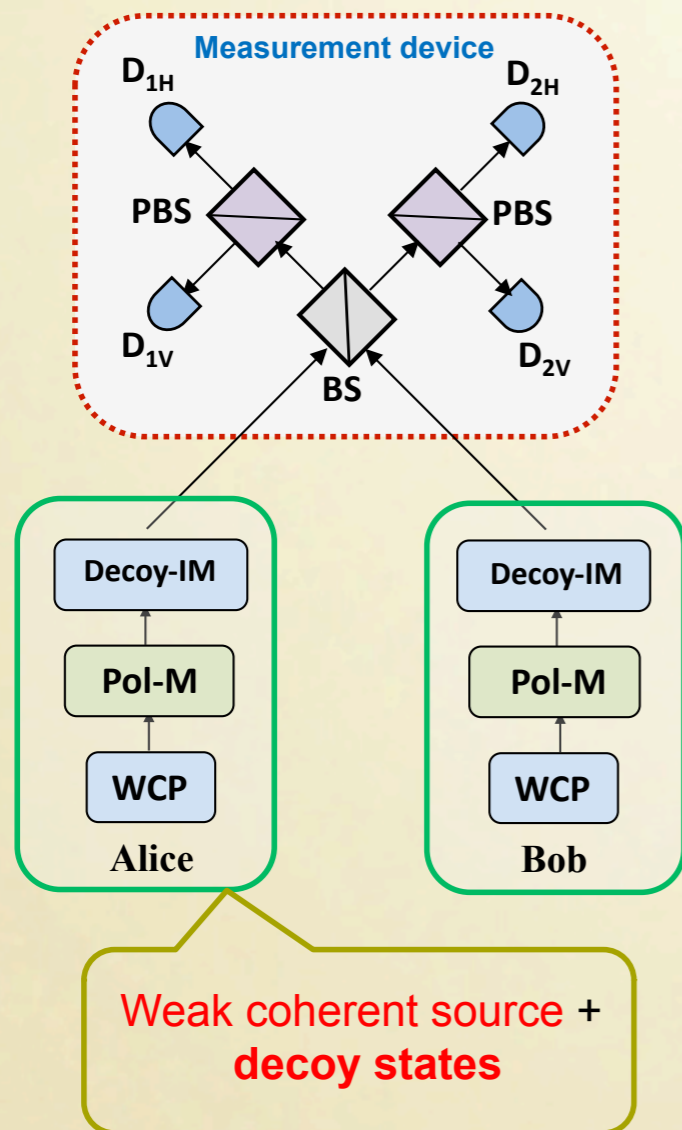 Measurement device
D1H
D2H
PBS
PBS
D1V
D2V
BS
Decoy-IM
Decoy-IM
Pol-M
Pol-M
WCP
WCP
Alice
Bob
Weak coherent source +
decoy states